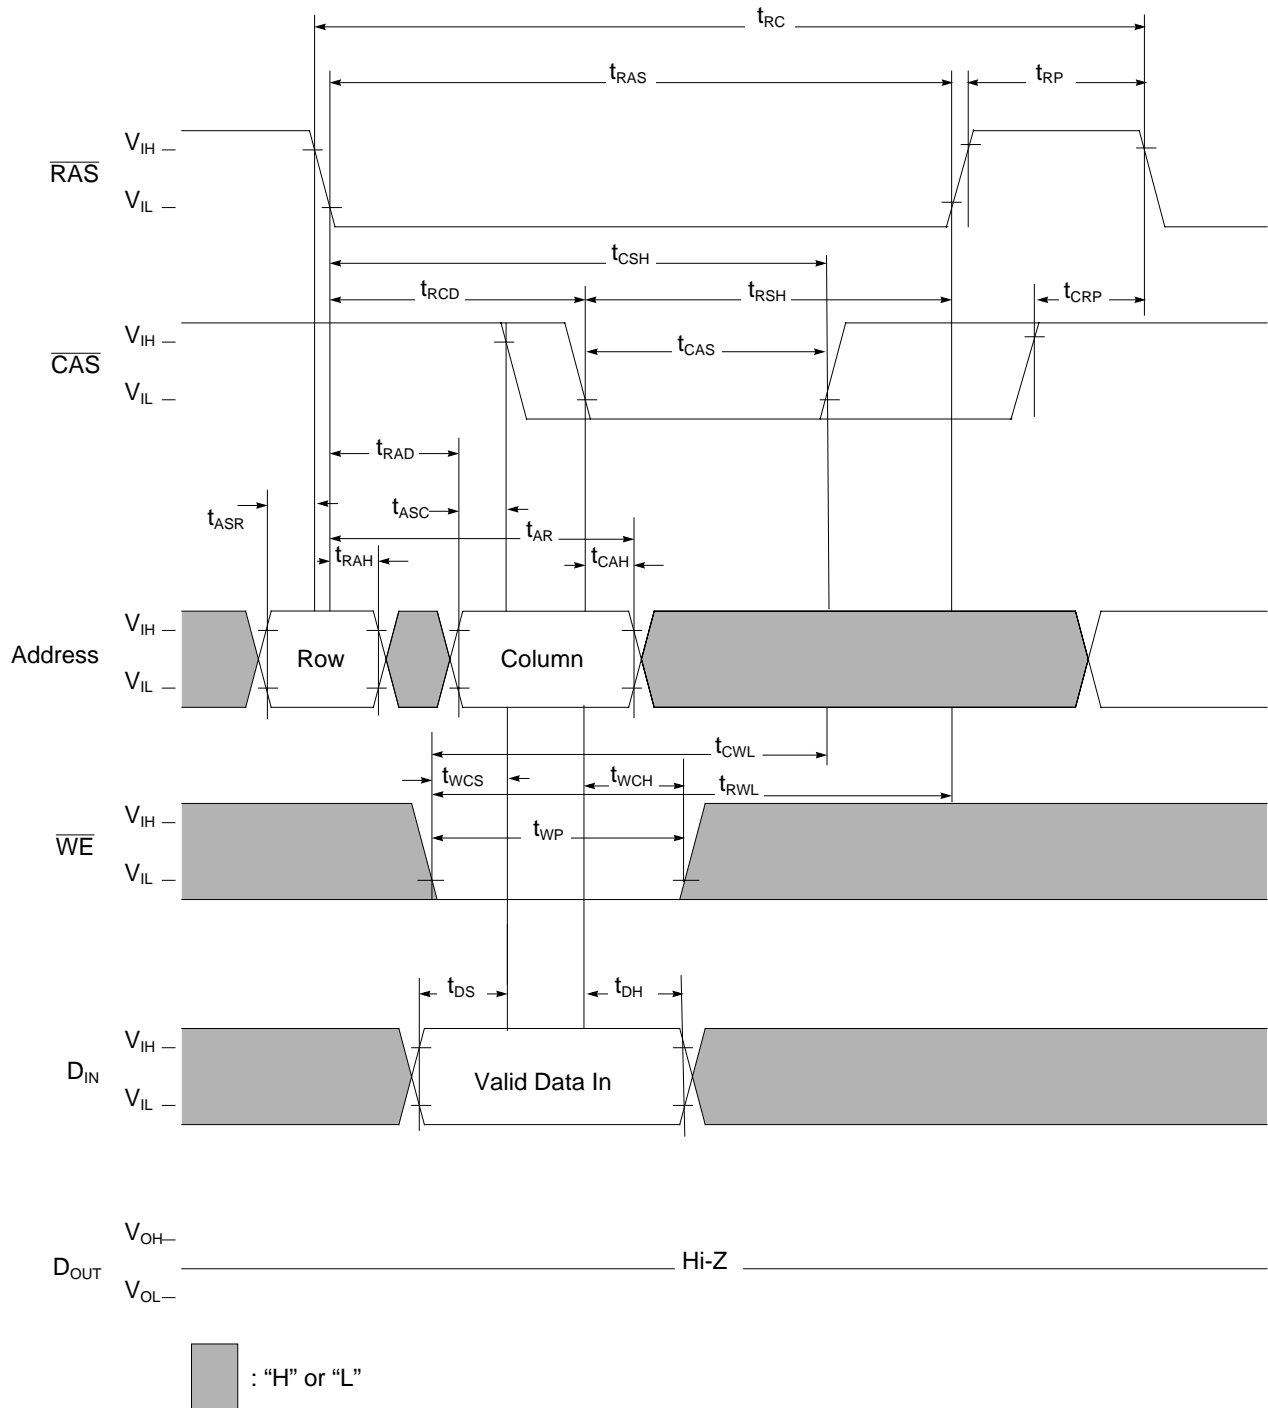 tRC
tRAS
tRP
VIH
RAS
VIL
tCSH
tRCD
tRSH
tCRP
VIH
CAS
tCAS
VIL
tRAD
tASR
tASC
tAR
tRAH
tCAH
VIH
Address
Row
Column
VIL
tCWL
tWCS
tWCH
tRWL
VIH
WE
tWP
VIL
tDS
tDH
VIH
DIN
Valid Data In
VIL
VOH
DOUT
Hi-Z
VOL
: “H” or “L”